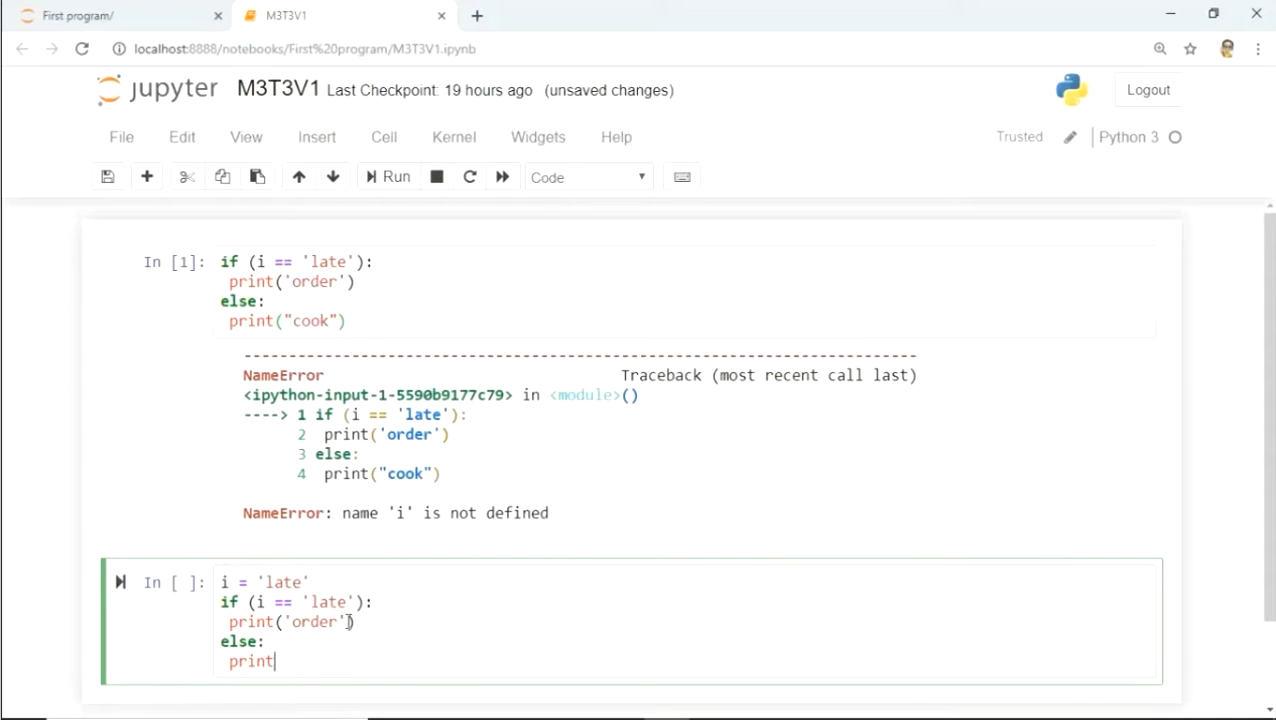 First program/
M3T3V1
localhost:8888/notebooks/First%20program/M3T3V1.ipynb
jupyter M3T3V1 Last Checkpoint: 19 hours ago (unsaved changes)
Logout
File Edit View Insert Cell Kernel Widgets Help
Trusted Python 3
Run Code
In [1]: if (i == 'late'):
print('order')
else:
print("cook")
---------------------------------------------------------------------------
NameError Traceback (most recent call last)
<ipython-input-1-5590b9177c79> in <module>()
----> 1 if (i == 'late'):
2 print('order')
3 else:
4 print("cook")
NameError: name 'i' is not defined
In [ ]: i = 'late'
if (i == 'late'):
print('order')
else:
print